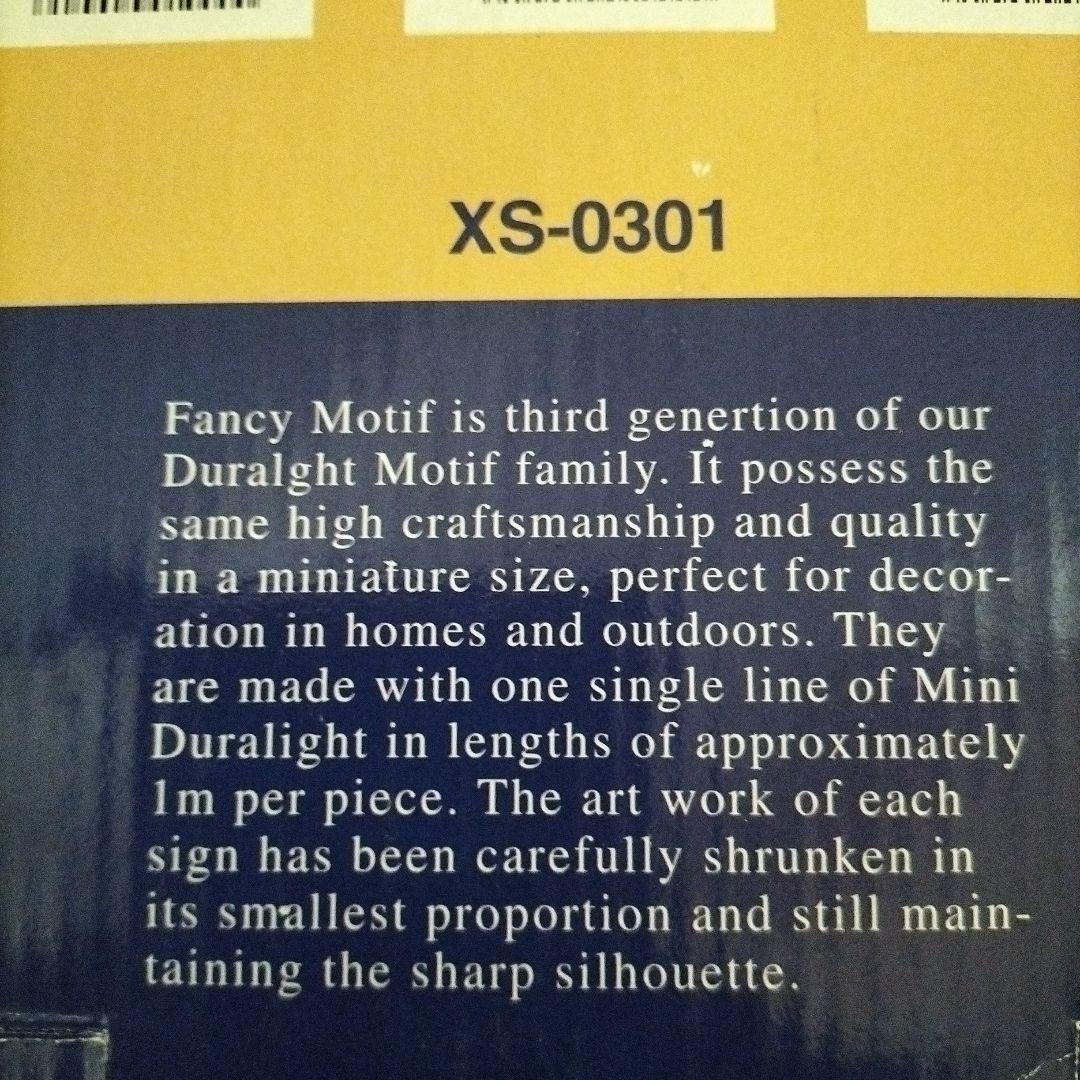 XS-0301
Fancy Motif is third genertion of our
Duralght Motif family. It possess the
same high craftsmanship and quality
in a miniature size, perfect for decor-
ation in homes and outdoors. They
are made with one single line of Mini
Duralight in lengths of approximately
1m per piece. The art work of each
sign has been carefully shrunken in
its smallest proportion and still main-
taining the sharp silhouette.